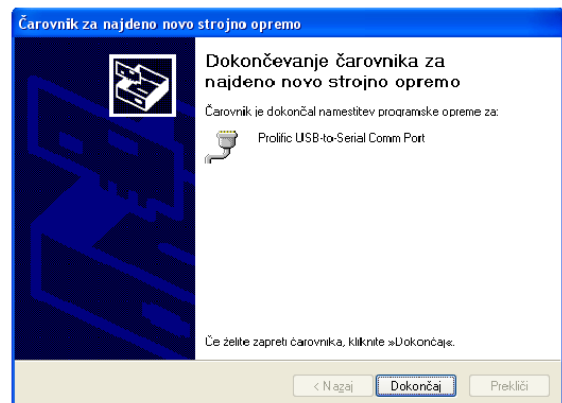 Čarovnik za najdeno novo strojno opremo
Dokončevanje čarovnika za
najdeno novo strojno opremo
Čarovnik je dokončal namestitev programske opreme za:
Prolific USB-to-Serial Comm Port
Če želite zapreti čarovnika, kliknite »Dokončaj«.
< Nazaj
Dokončaj
Prekliči